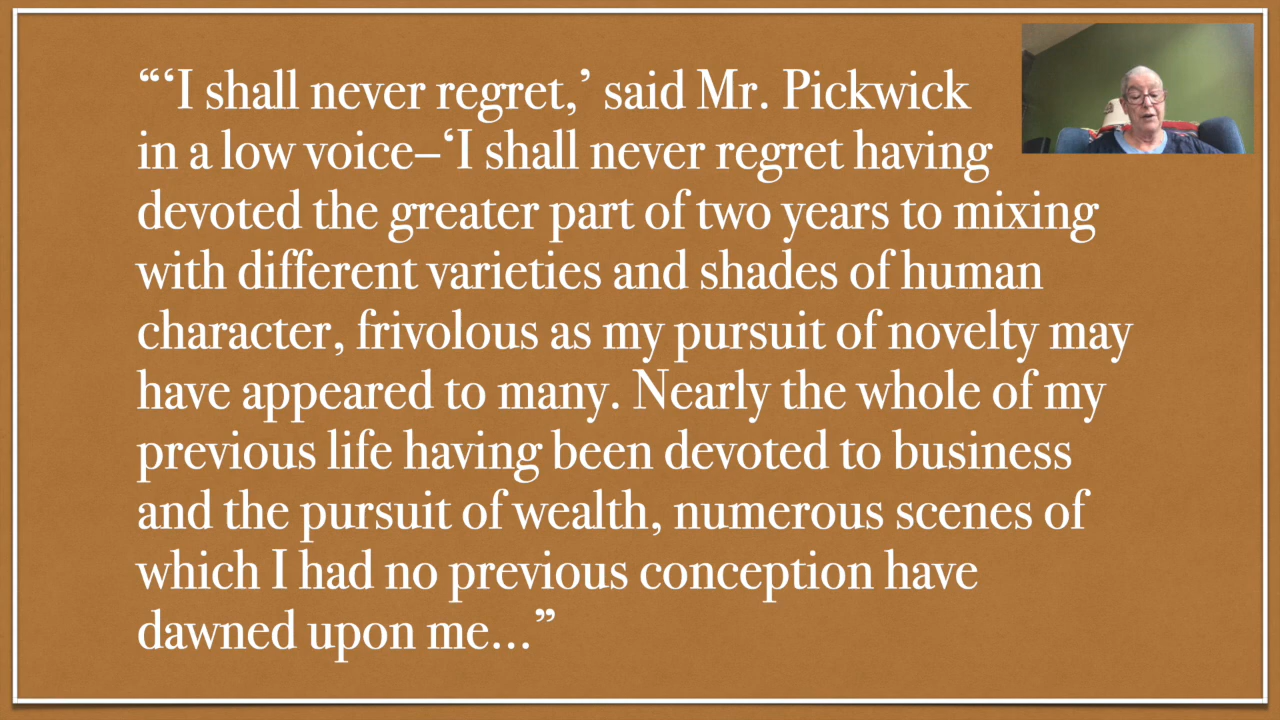 “‘I shall never regret,’ said Mr. Pickwick
in a low voice–‘I shall never regret having
devoted the greater part of two years to mixing
with different varieties and shades of human
character, frivolous as my pursuit of novelty may
have appeared to many. Nearly the whole of my
previous life having been devoted to business
and the pursuit of wealth, numerous scenes of
which I had no previous conception have
dawned upon me...”